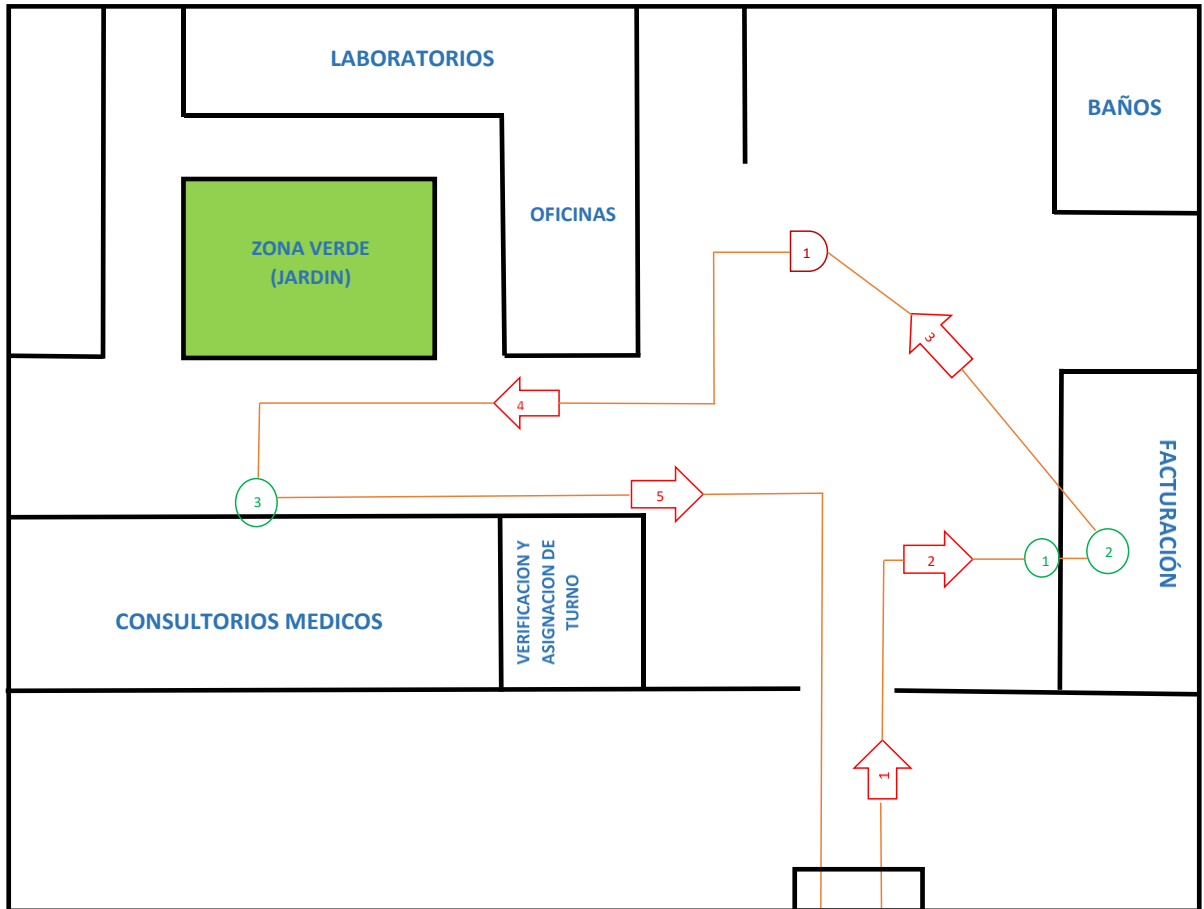 LABORATORIOS
BAÑOS
OFICINAS
ZONA VERDE
(JARDIN)
1
3
4
FACTURACIÓN
3
5
2
1
2
CONSULTORIOS MEDICOS
VERIFICACION Y
ASIGNACION DE
TURNO
1